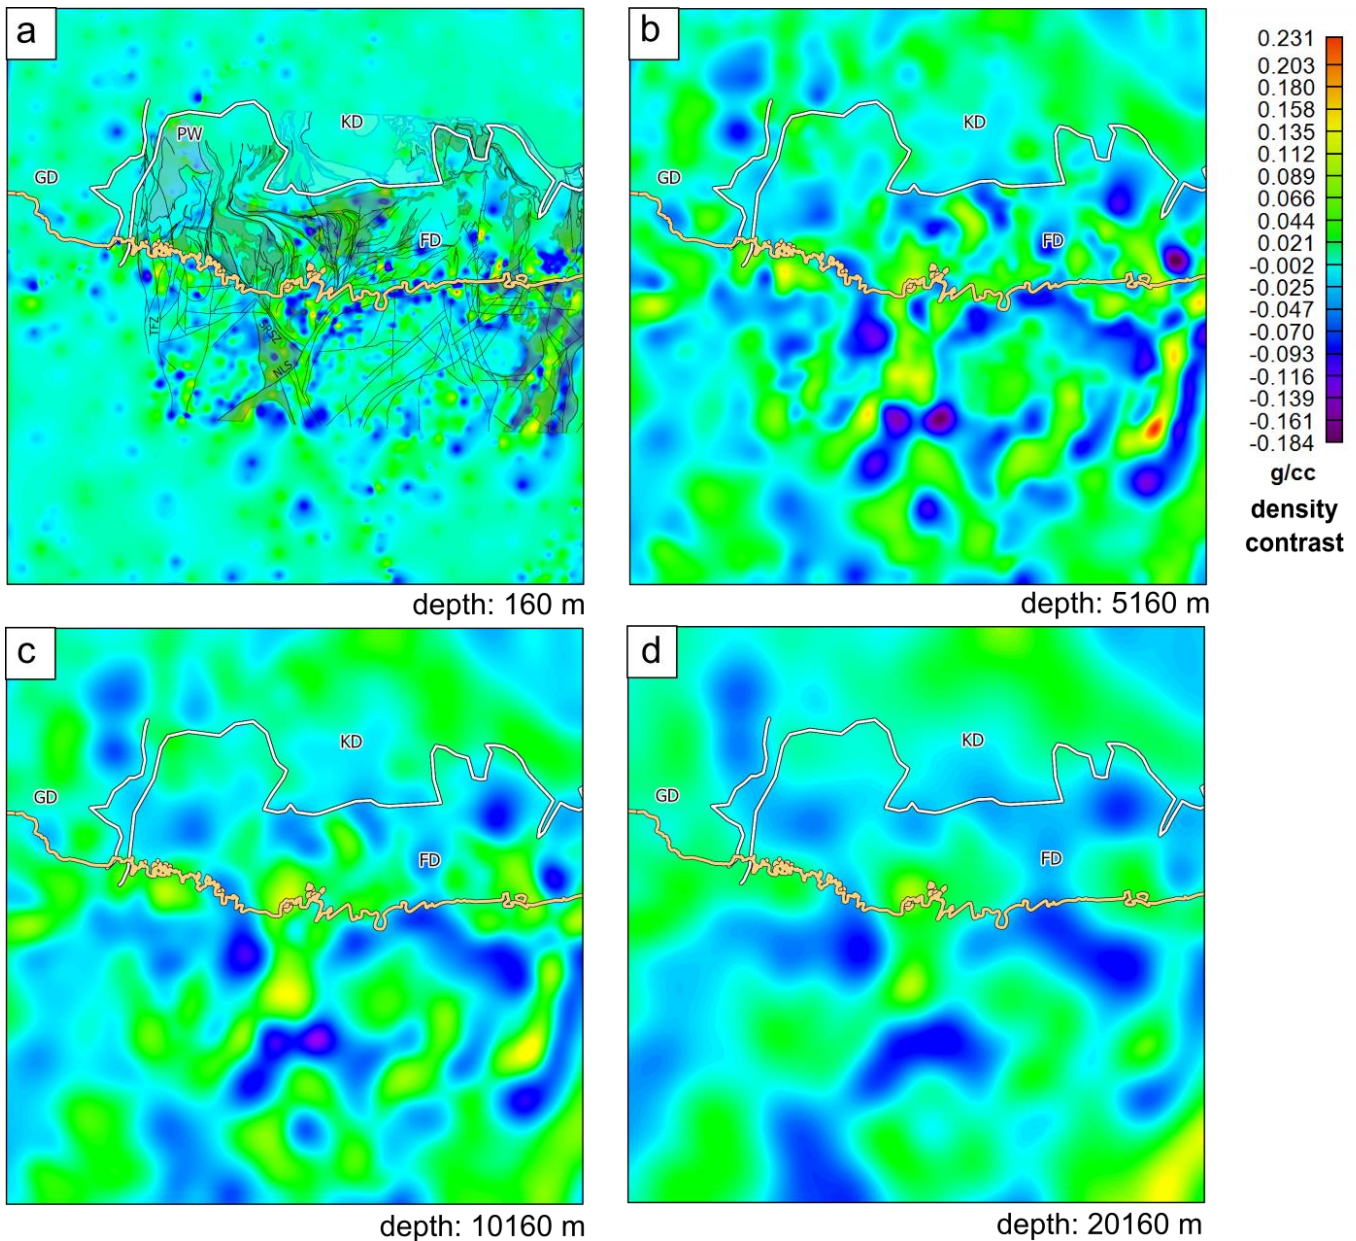 a
PW
KD
GD
FD
TFZ
NLS
depth: 160 m
b
KD
GD
FD
depth: 5160 m
0.231
0.203
0.180
0.158
0.135
0.112
0.089
0.066
0.044
0.021
-0.002
-0.025
-0.047
-0.070
-0.093
-0.116
-0.139
-0.161
-0.184
g/cc
density
contrast
c
KD
GD
FD
depth: 10160 m
d
KD
GD
FD
depth: 20160 m